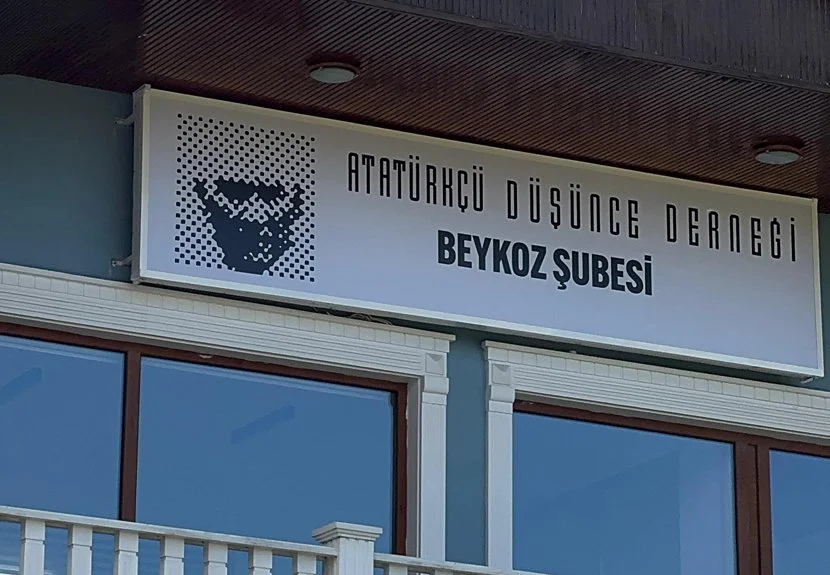 ATATÜRKÇÜ DÜŞÜNCE DERNEĞİ
BEYKOZ ŞUBESİ